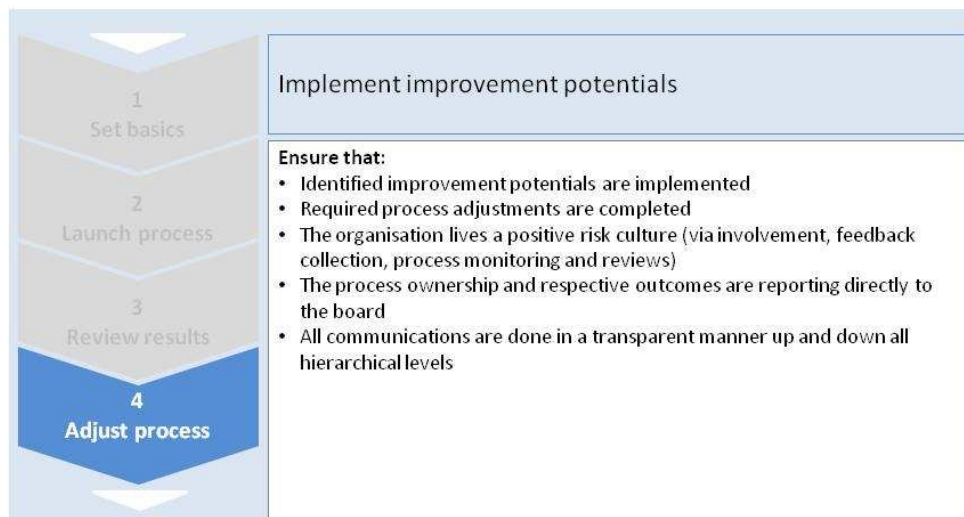 1
Set basics
2
Launch process
3
Review results
4
Adjust process
Implement improvement potentials
Ensure that:
• Identified improvement potentials are implemented
• Required process adjustments are completed
• The organisation lives a positive risk culture (via involvement, feedback
collection, process monitoring and reviews)
• The process ownership and respective outcomes are reporting directly to
the board
• All communications are done in a transparent manner up and down all
hierarchical levels